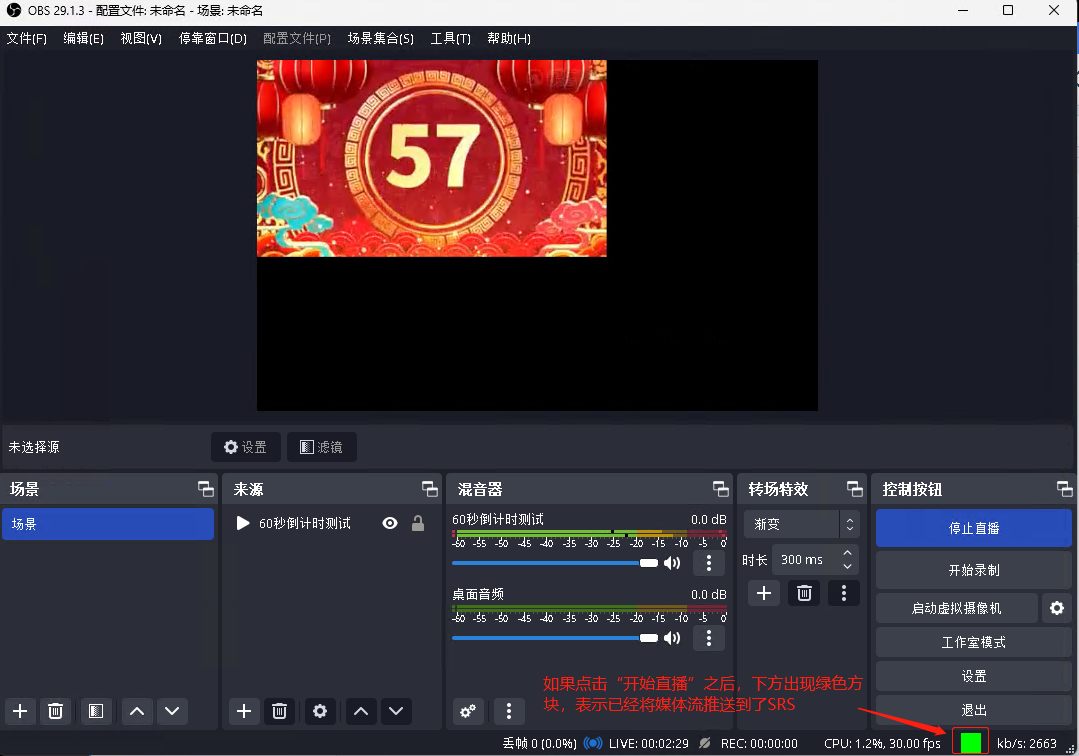 OBS 29.1.3 - 配置文件: 未命名 - 场景: 未命名
文件(F) 编辑(E) 视图(V) 停靠窗口(D) 配置文件(P) 场景集合(S) 工具(T) 帮助(H)
57
未选择源 设置 滤镜
场景
场景
来源
60秒倒计时测试
混音器
60秒倒计时测试 0.0 dB
-60 -55 -50 -45 -40 -35 -30 -25 -20 -15 -10 -5 0
桌面音频 0.0 dB
-60 -55 -50 -45 -40 -35 -30 -25 -20 -15 -10 -5 0
转场特效
渐变
时长 300 ms
控制按钮
停止直播
开始录制
启动虚拟摄像机
工作室模式
设置
退出
如果点击“开始直播”之后，下方出现绿色方
块，表示已经将媒体流推送到了SRS
丢帧 0 (0.0%) LIVE: 00:02:29 REC: 00:00:00 CPU: 1.2%, 30.00 fps kb/s: 2663